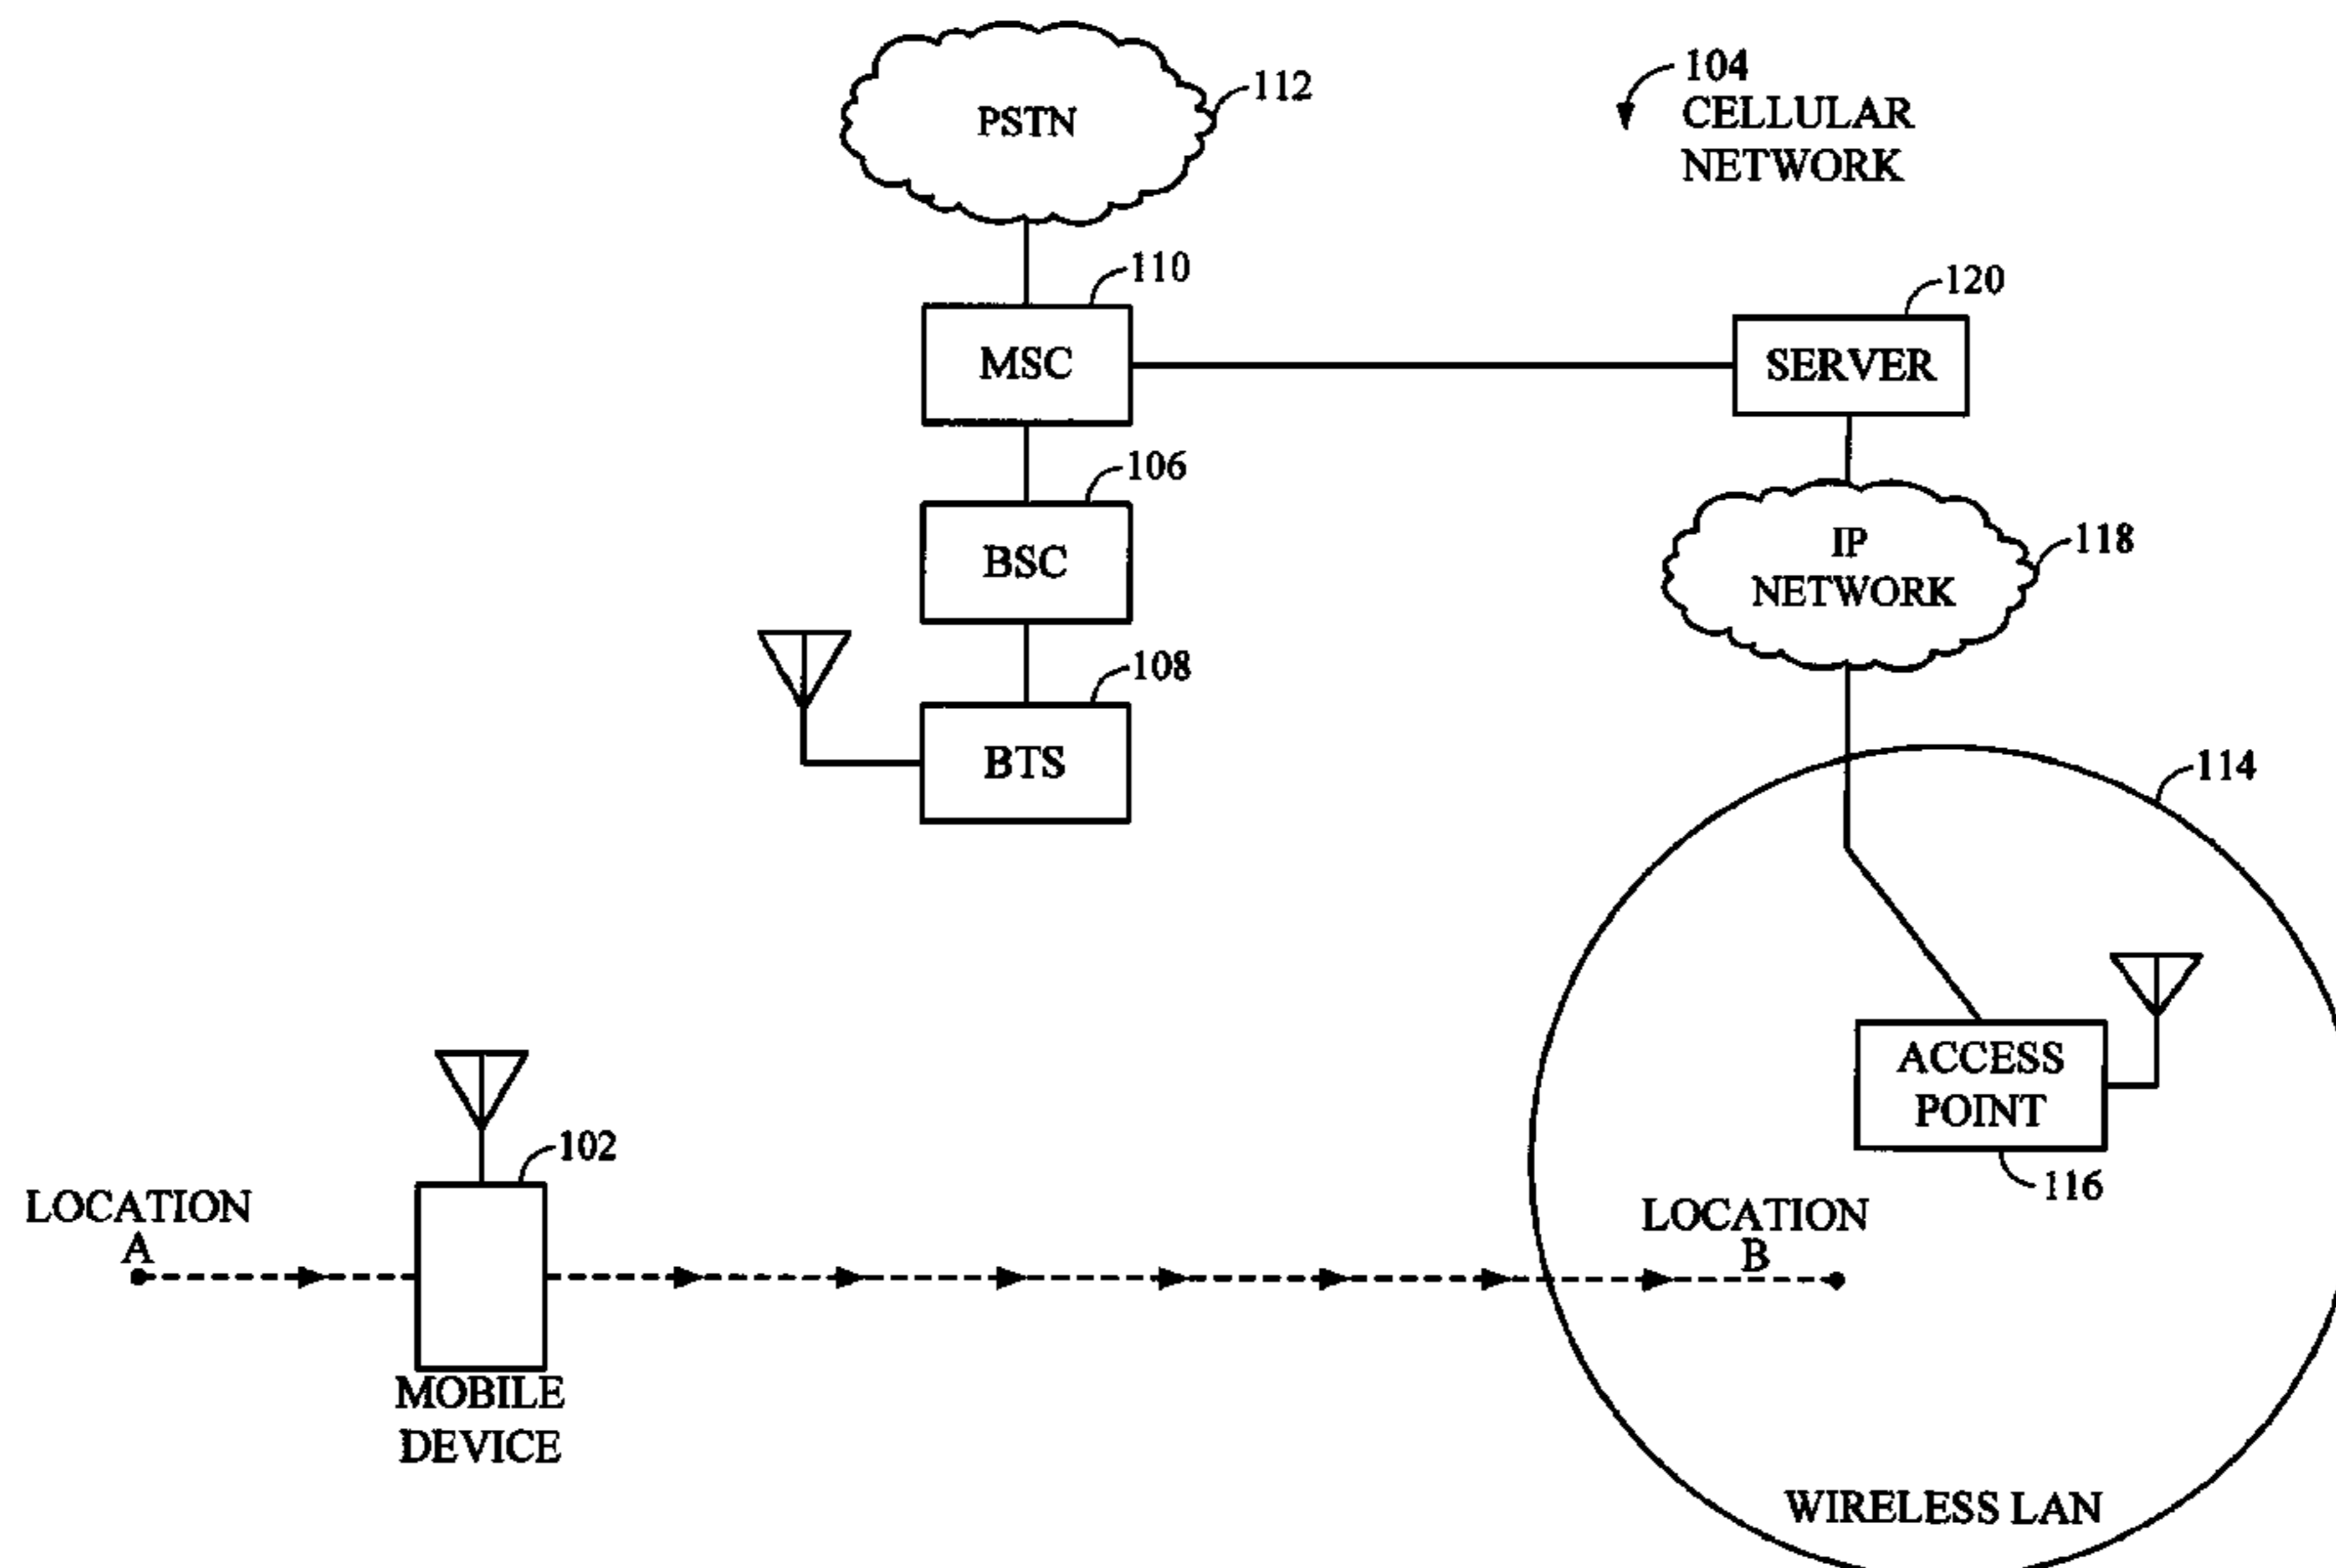 PSTN
112
104
CELLULAR
NETWORK
110
MSC
120
SERVER
106
BSC
IP
NETWORK
118
108
BTS
114
ACCESS
POINT
116
102
LOCATION
A
LOCATION
B
MOBILE
DEVICE
WIRELESS LAN